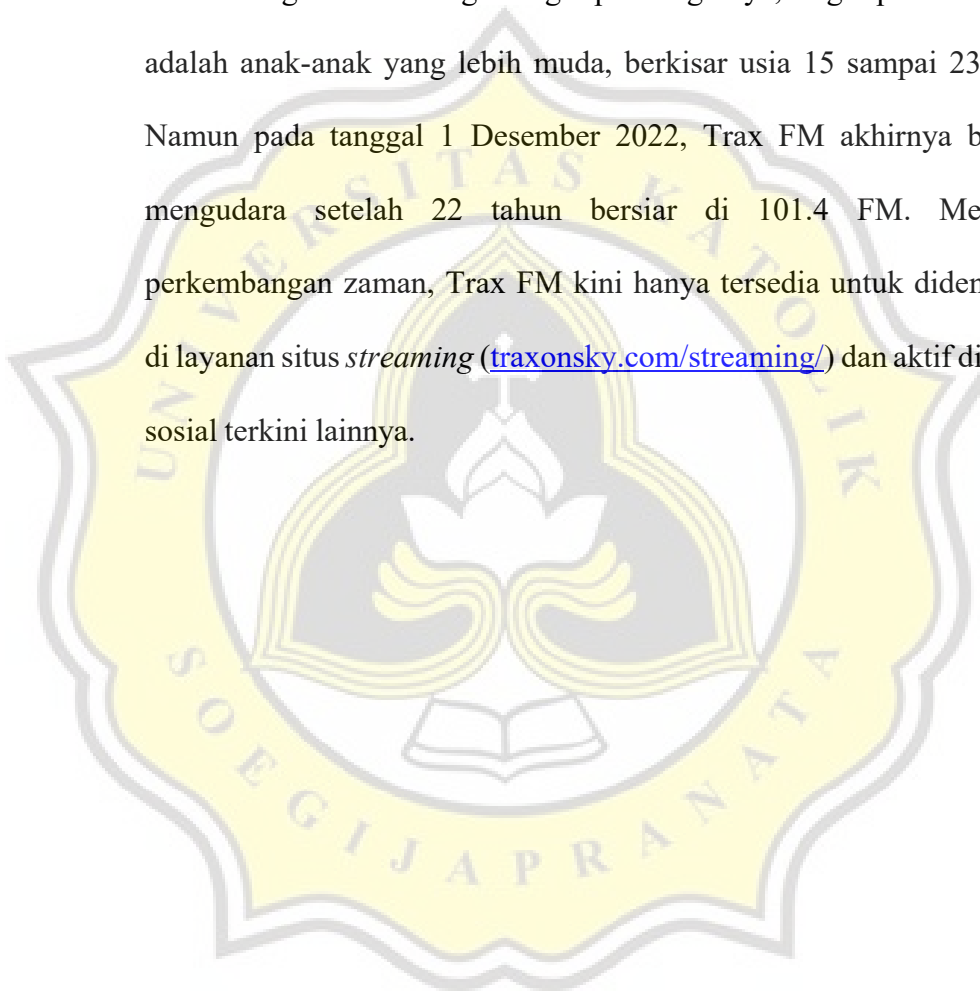 adalah anak-anak yang lebih muda, berkisar usia 15 sampai 23
Namun pada tanggal 1 Desember 2022, Trax FM akhirnya
mengudara setelah 22 tahun bersiar di 101.4 FM.
perkembangan zaman, Trax FM kini hanya tersedia untuk
di layanan situs streaming (traxonsky.com/streaming/) dan aktif di
sosial terkini lainnya.
UNIVERSITAS KATOLIK
SOEGIJAPRANATA